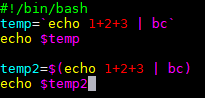 #!/bin/bash
temp=`echo 1+2+3 | bc`
echo $temp
temp2=$(echo 1+2+3 | bc)
echo $temp2